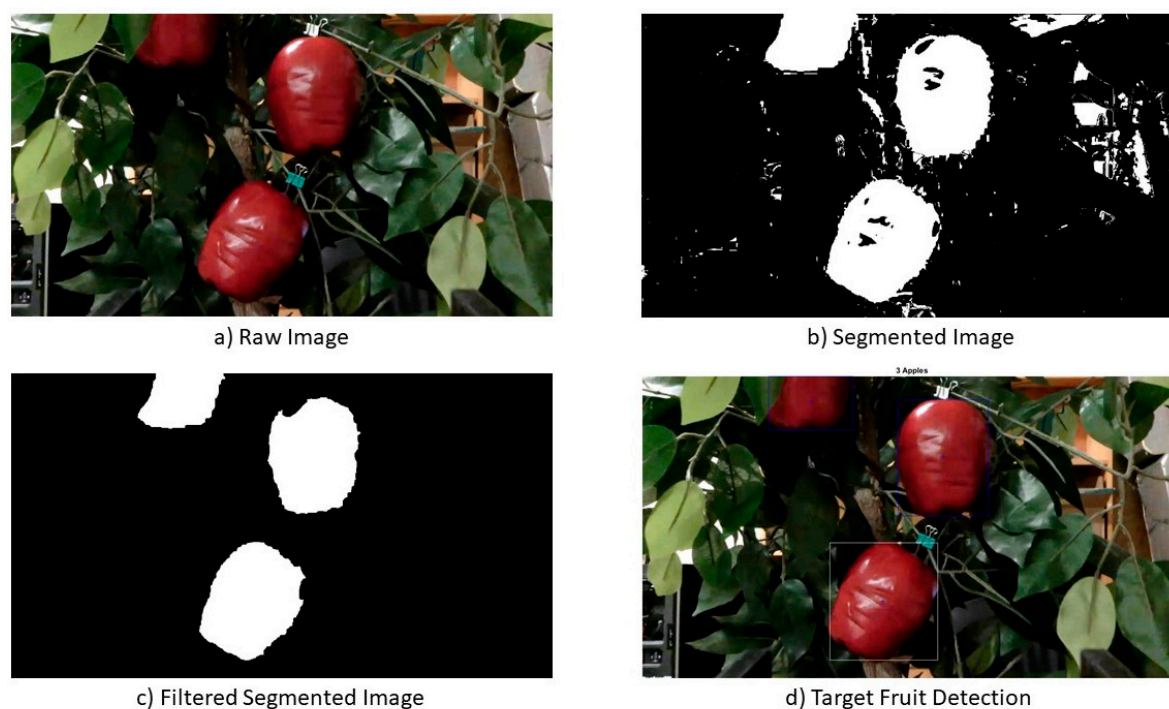 a) Raw Image
b) Segmented Image
3 Apples
c) Filtered Segmented Image
d) Target Fruit Detection